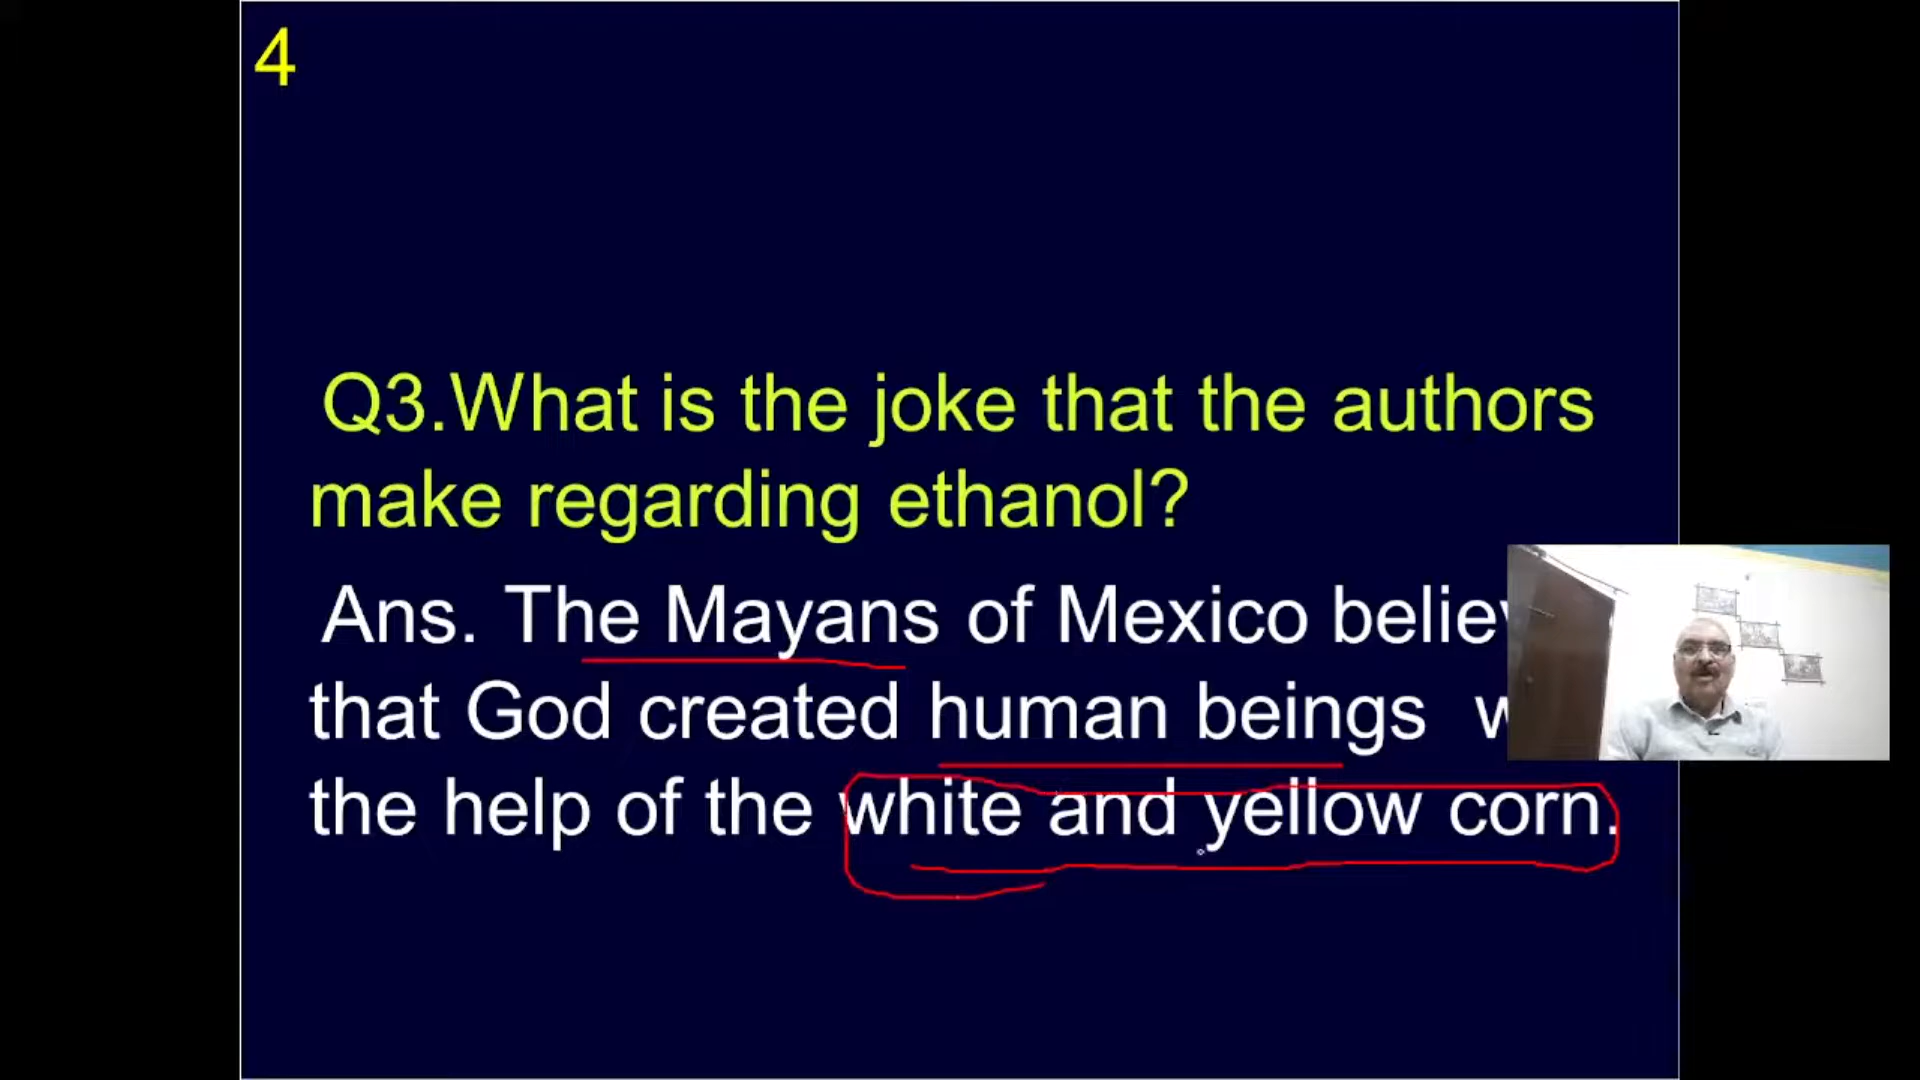 4
Q3.What is the joke that the authors
make regarding ethanol?
Ans. The Mayans of Mexico
that God created human beings
the help of the white and yellow corn.